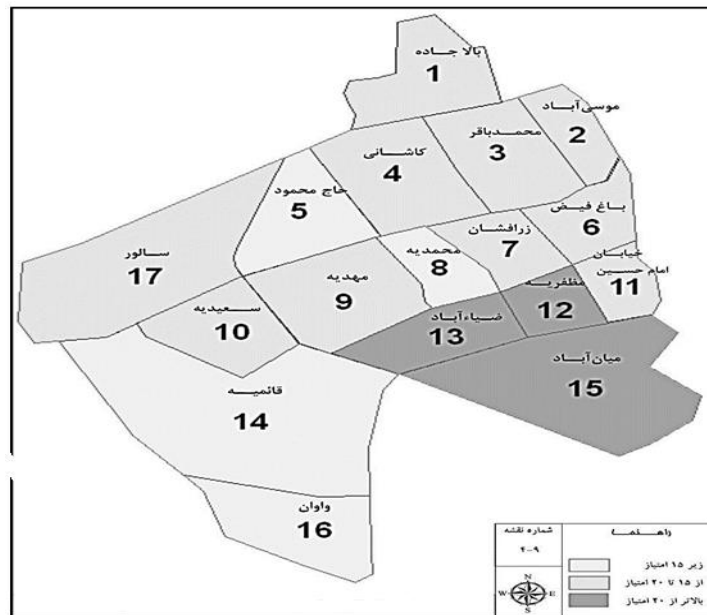 بالا جاده
1
موسی‌آباد
2
محمدباقر
3
کاشانی
4
حاج محمود
5
باغ فیض
6
زرافشان
7
محمدیه
8
مهدیه
9
سعیدیه
10
خیابان
امام حسین
11
مظفریه
12
ضیاءآباد
13
قائمیه
14
میان‌آباد
15
واوان
16
سالور
17
شماره نقشه
۴-۹
N
W
E
S
راهنما
زیر ۱۵ امتیاز
از ۱۵ تا ۲۰ امتیاز
بالاتر از ۲۰ امتیاز